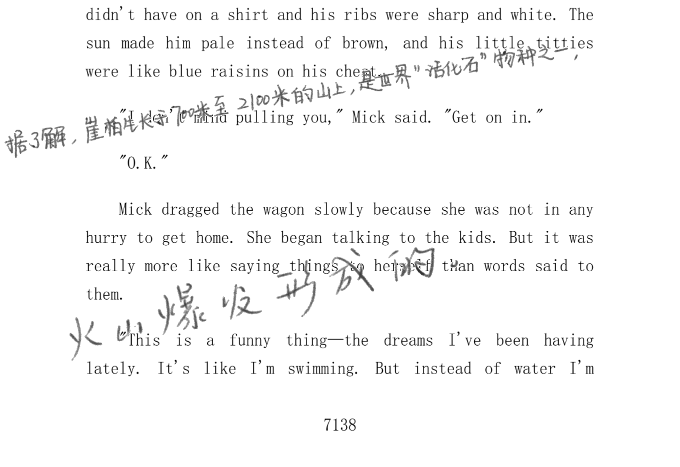 didn't have on a shirt and his ribs were sharp and white. The
sun made him pale instead of brown, and his little titties
were like blue raisins on his chest.
据了解，崖柏生长于700米至2100米的山上，是世界"活化石"物种之一，
"I don't mind pulling you," Mick said. "Get on in."
"O.K."
Mick dragged the wagon slowly because she was not in any
hurry to get home. She began talking to the kids. But it was
really more like saying things to herself than words said to
them.
火山爆发形成的。
"This is a funny thing—the dreams I've been having
lately. It's like I'm swimming. But instead of water I'm
7138